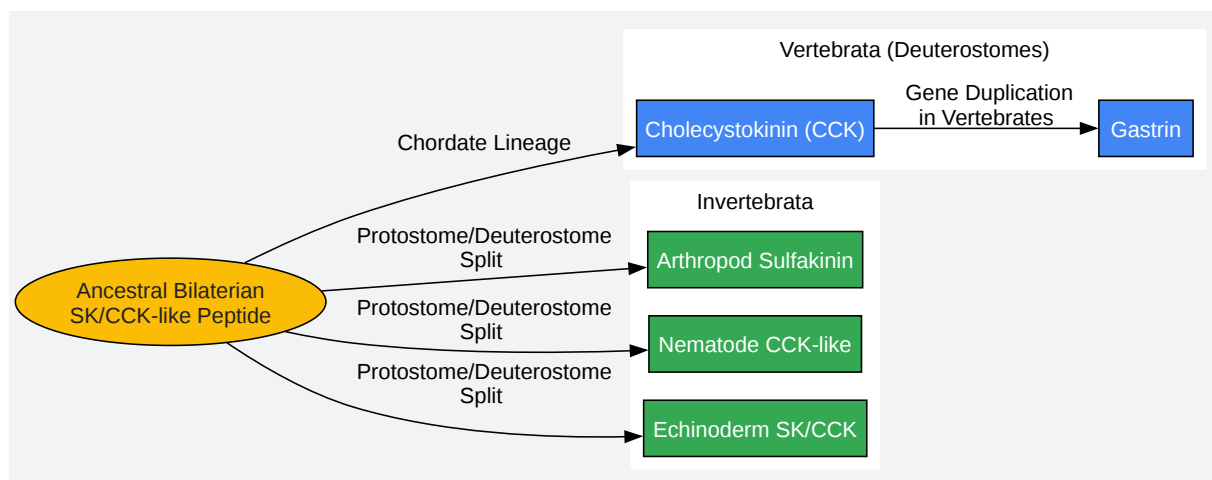 Vertebrata (Deuterostomes)
Cholecystokinin (CCK)
Gene Duplication
in Vertebrates
Gastrin
Chordate Lineage
Invertebrata
Protostome/Deuterostome
Split
Arthropod Sulfakinin
Ancestral Bilaterian
SK/CCK-like Peptide
Protostome/Deuterostome
Split
Nematode CCK-like
Protostome/Deuterostome
Split
Echinoderm SK/CCK